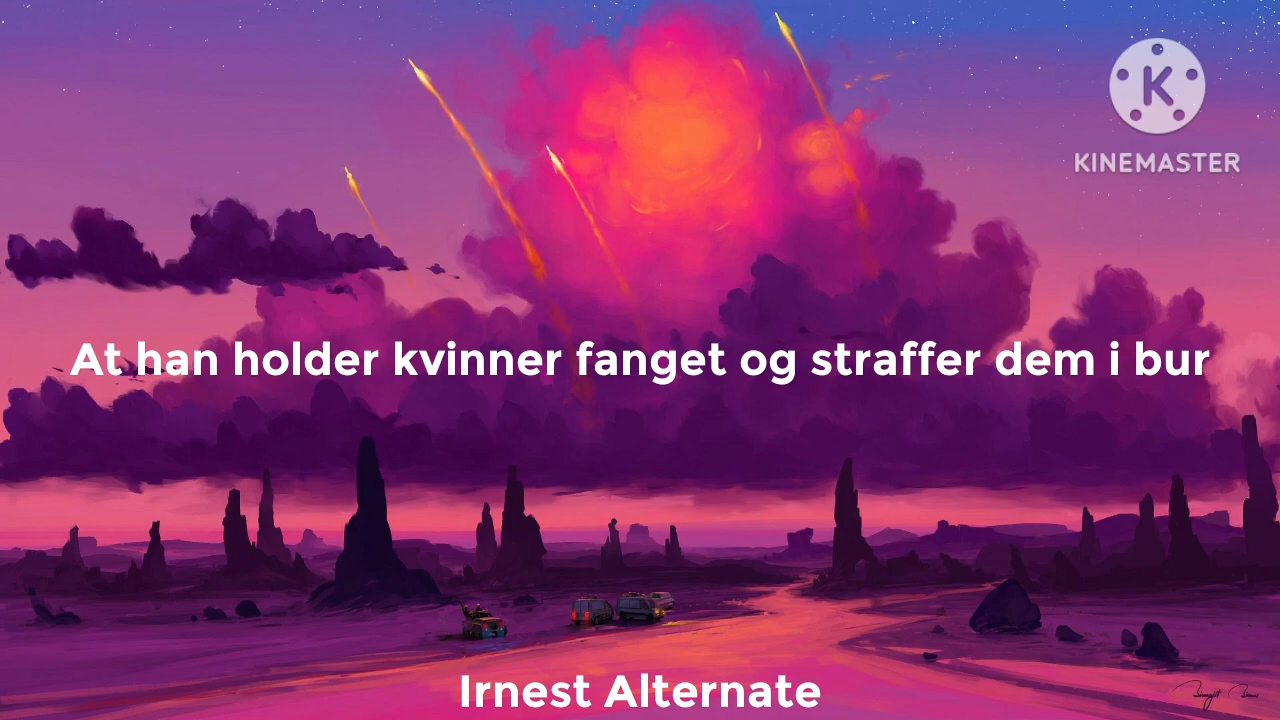 KINEMASTER
At han holder kvinner fanget og straffer dem i bur
Irnest Alternate